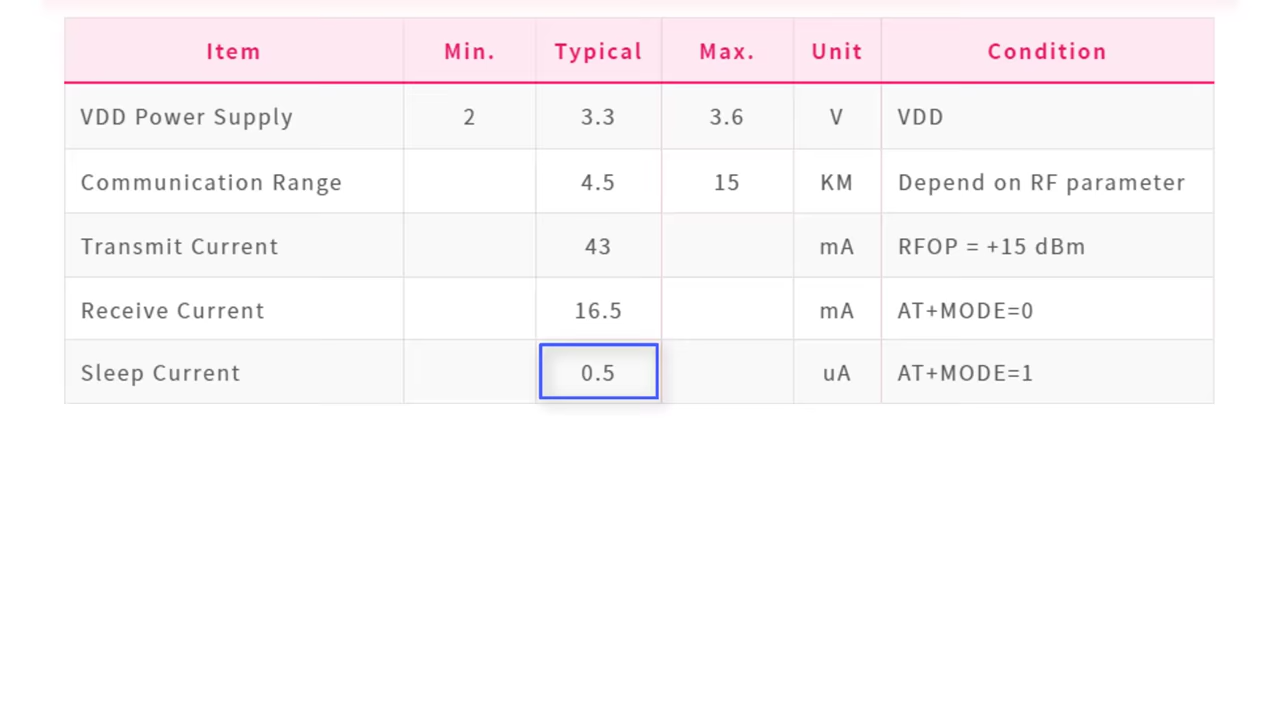 Item Min. Typical Max. Unit Condition
VDD Power Supply 2 3.3 3.6 V VDD
Communication Range 4.5 15 KM Depend on RF parameter
Transmit Current 43 mA RFOP = +15 dBm
Receive Current 16.5 mA AT+MODE=0
Sleep Current 0.5 uA AT+MODE=1